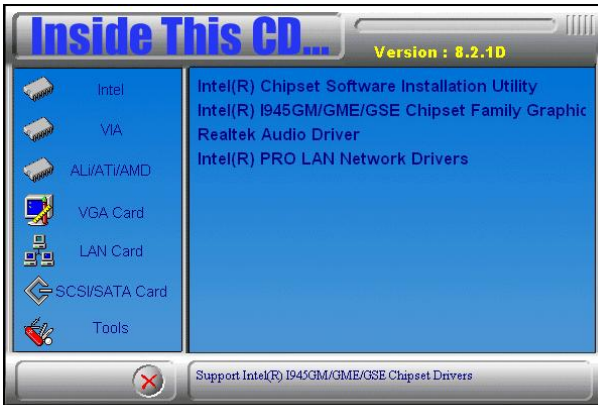 Inside This CD...
Version : 8.2.1D
Intel
VIA
ALi/ATi/AMD
VGA Card
LAN Card
SCSI/SATA Card
Tools
Intel(R) Chipset Software Installation Utility
Intel(R) I945GM/GME/GSE Chipset Family Graphic
Realtek Audio Driver
Intel(R) PRO LAN Network Drivers
Support Intel(R) I945GM/GME/GSE Chipset Drivers